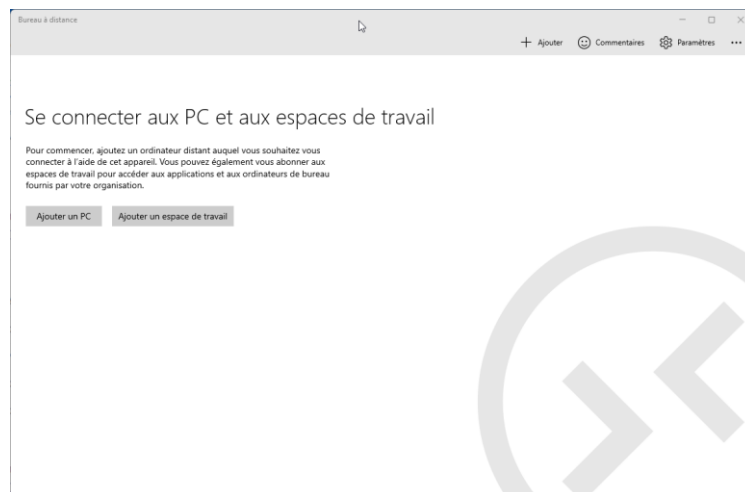 Bureau à distance
Ajouter
Commentaires
Paramètres
Se connecter aux PC et aux espaces de travail
Pour commencer, ajoutez un ordinateur distant auquel vous souhaitez vous
connecter à l'aide de cet appareil. Vous pouvez également vous abonner aux
espaces de travail pour accéder aux applications et aux ordinateurs de bureau
fournis par votre organisation.
Ajouter un PC
Ajouter un espace de travail